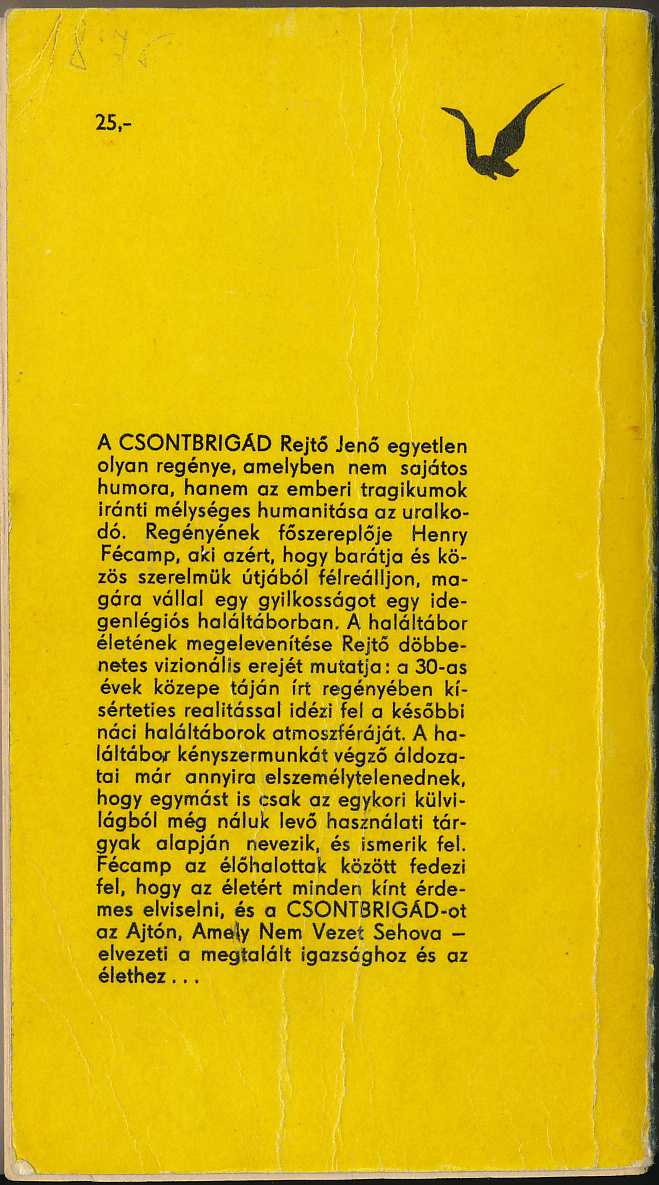 25,-
A CSONTBRIGÁD Rejtő Jenő egyetlen
olyan regénye, amelyben nem sajátos
humora, hanem az emberi tragikumok
iránti mélységes humanitása az uralko-
dó. Regényének főszereplője Henry
Fécamp, aki azért, hogy barátja és kö-
zös szerelmük útjából félreálljon, ma-
gára vállal egy gyilkosságot egy ide-
genlégiós haláltáborban. A haláltábor
életének megelevenítése Rejtő döbbe-
netes vizionális erejét mutatja: a 30-as
évek közepe táján írt regényében kí-
sérteties realitással idézi fel a későbbi
náci haláltáborok atmoszféráját. A ha-
láltábor kényszermunkát végző áldoza-
tai már annyira elszemélytelenednek,
hogy egymást is csak az egykori külvi-
lágból még náluk levő használati tár-
gyak alapján nevezik, és ismerik fel.
Fécamp az élőhalottak között fedezi
fel, hogy az életért minden kínt érde-
mes elviselni, és a CSONTBRIGÁD-ot
az Ajtón, Amely Nem Vezet Sehova –
elvezeti a megtalált igazsághoz és az
élethez...